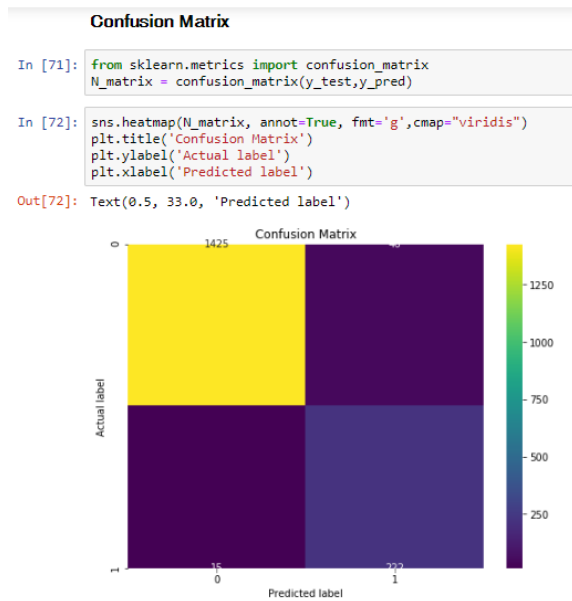 Confusion Matrix
In [71]: from sklearn.metrics import confusion_matrix
N_matrix = confusion_matrix(y_test,y_pred)
In [72]: sns.heatmap(N_matrix, annot=True, fmt='g',cmap="viridis")
plt.title('Confusion Matrix')
plt.ylabel('Actual label')
plt.xlabel('Predicted label')
Out[72]: Text(0.5, 33.0, 'Predicted label')
Confusion Matrix
0
1425
1250
1000
750
500
250
Actual label
1
15
0
1
Predicted label